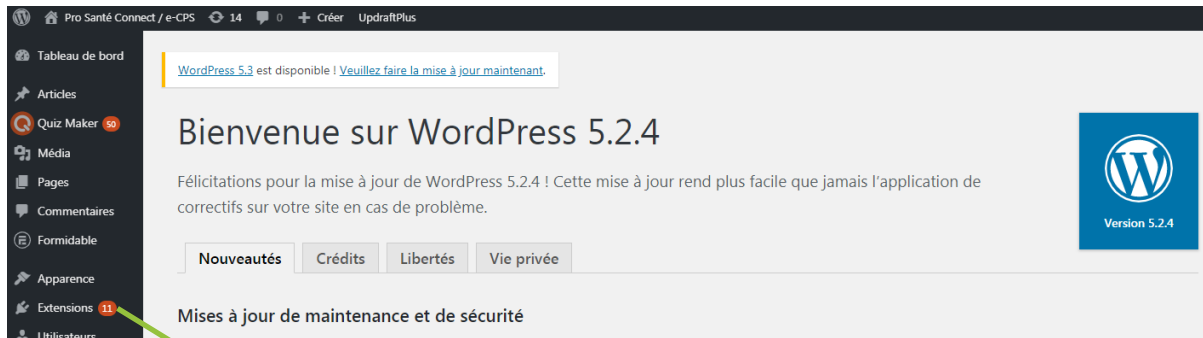 Pro Santé Connect / e-CPS 14 0 Créer UpdraftPlus
Tableau de bord
WordPress 5.3 est disponible ! Veuillez faire la mise à jour maintenant.
Articles
Quiz Maker 50
Média
Pages
Commentaires
Formidable
Apparence
Extensions 11
Utilisateurs
Bienvenue sur WordPress 5.2.4
Félicitations pour la mise à jour de WordPress 5.2.4 ! Cette mise à jour rend plus facile que jamais l’application de
correctifs sur votre site en cas de problème.
Version 5.2.4
Nouveautés Crédits Libertés Vie privée
Mises à jour de maintenance et de sécurité